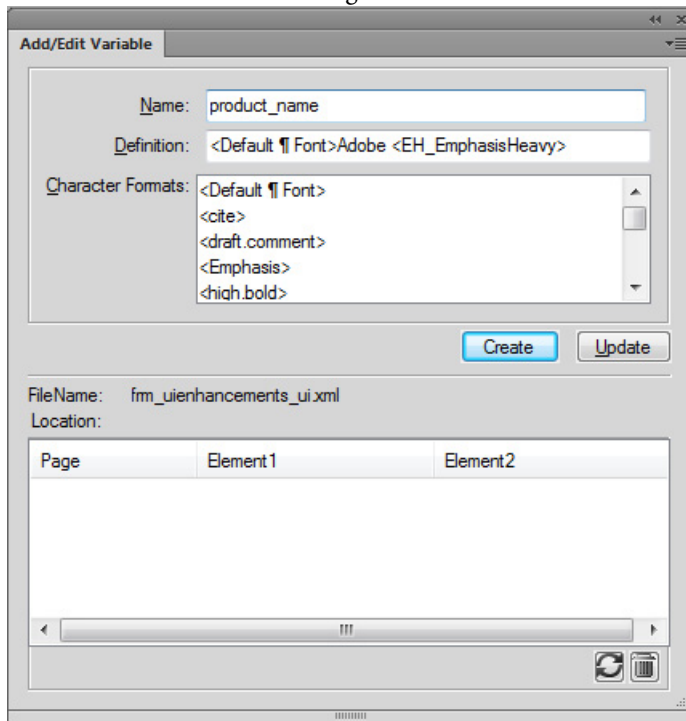 Add/Edit Variable
Name: product_name
Definition: <Default ¶ Font>Adobe <EH_EmphasisHeavy>
Character Formats: <Default ¶ Font>
<cite>
<draft.comment>
<Emphasis>
<high.bold>
Create Update
FileName: frm_uienhancements_ui.xml
Location:
Page Element1 Element2